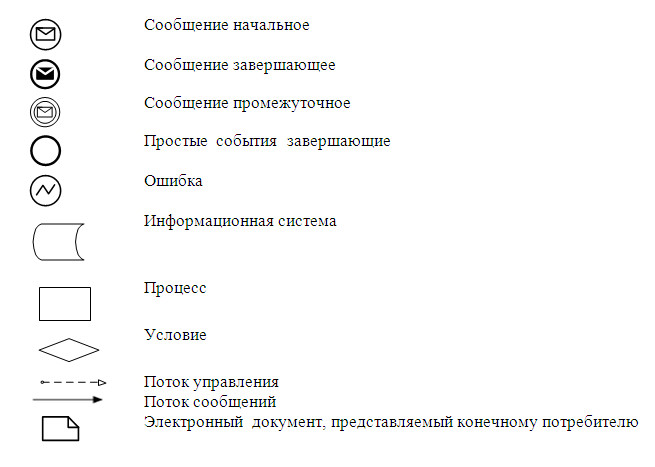 Сообщение начальное
Сообщение завершающее
Сообщение промежуточное
Простые события завершающие
Ошибка
Информационная система
Процесс
Условие
Поток управления
Поток сообщений
Электронный документ, представляемый конечному потребителю